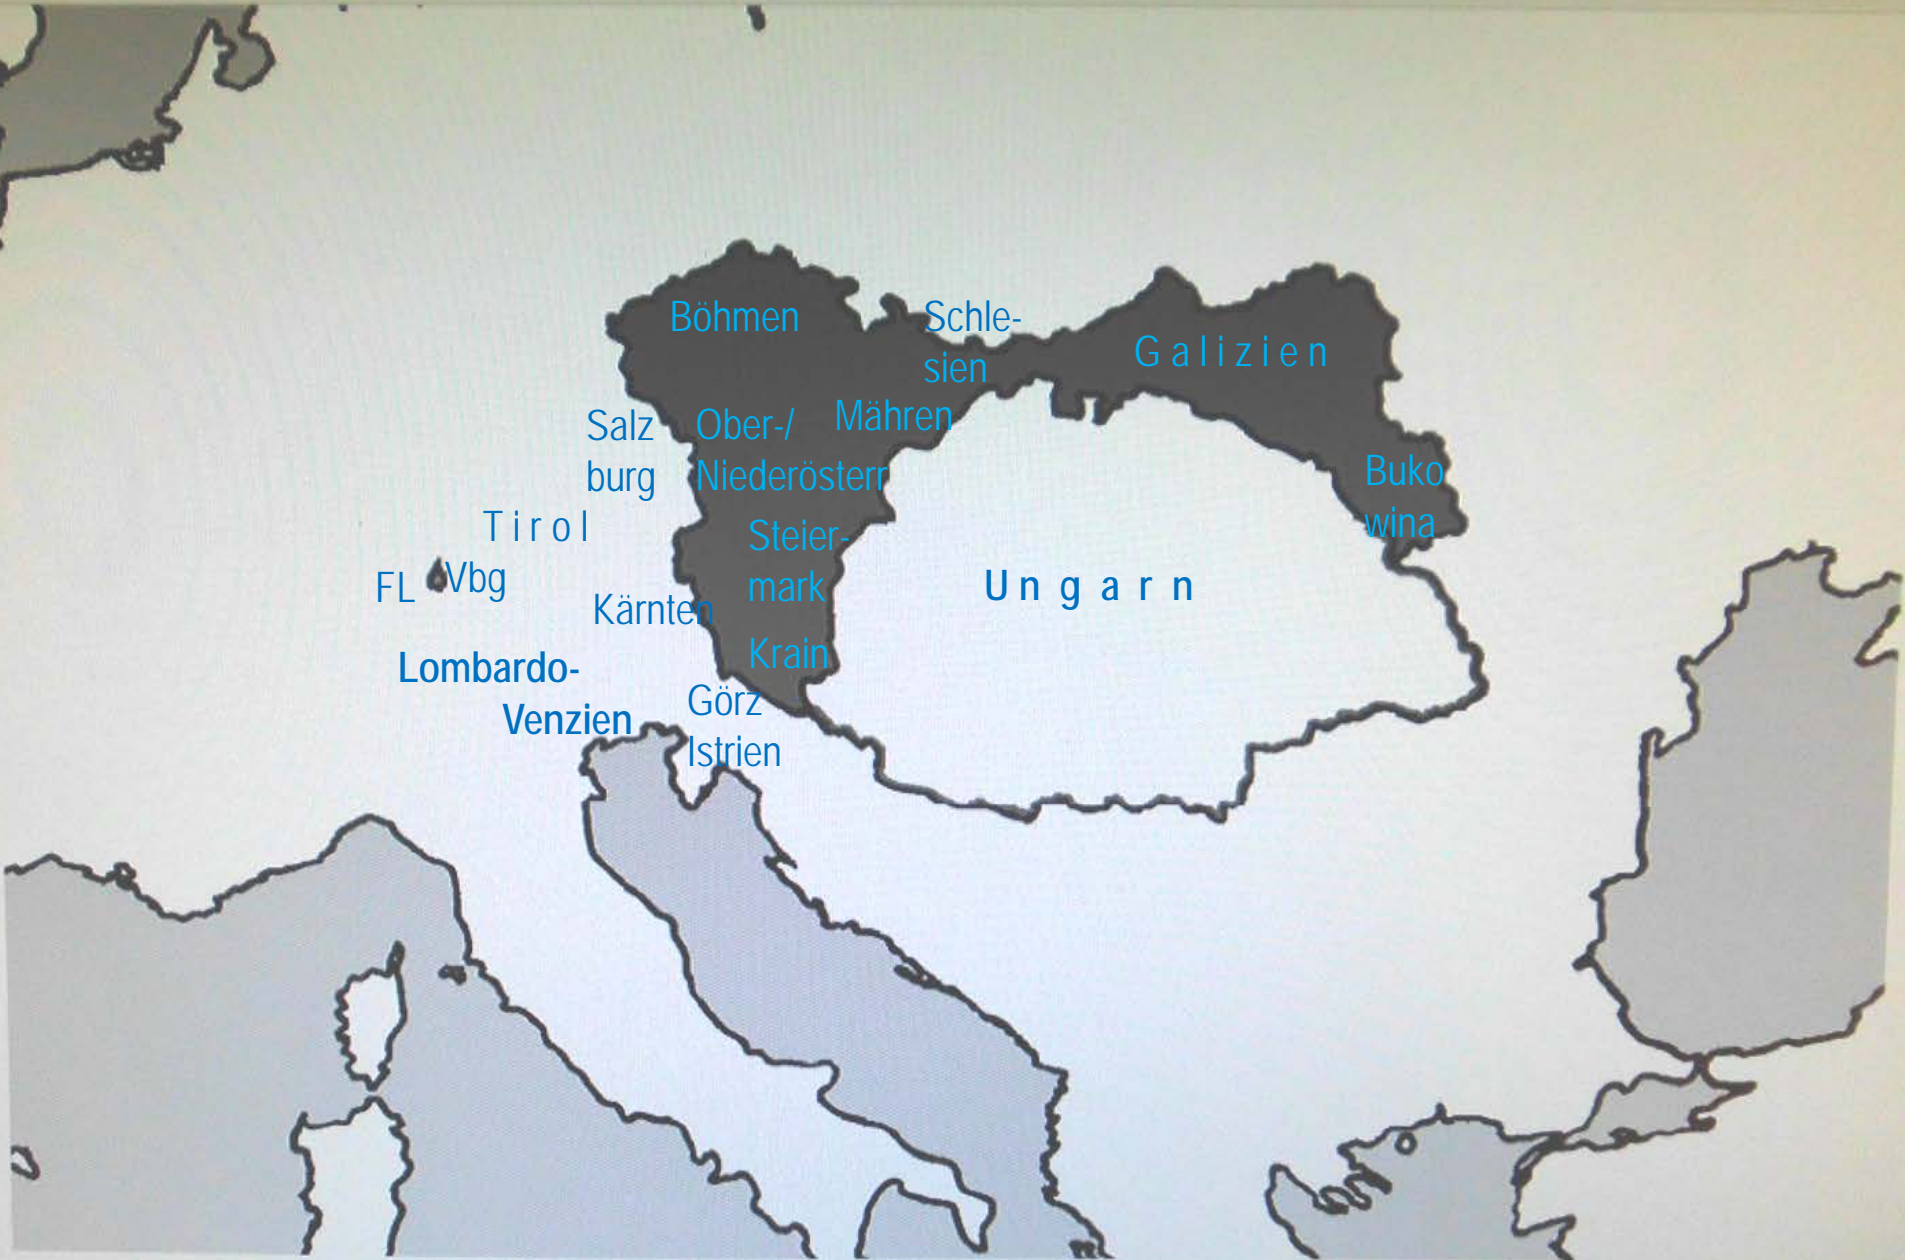 Böhmen
Schle-
sien
Galizien
Salz
burg
Ober-/
Niederösterr
Mähren
Buko
wina
Tirol
Steier-
mark
Ungarn
FL
Vbg
Kärnten
Krain
Lombardo-
Venzien
Görz
Istrien